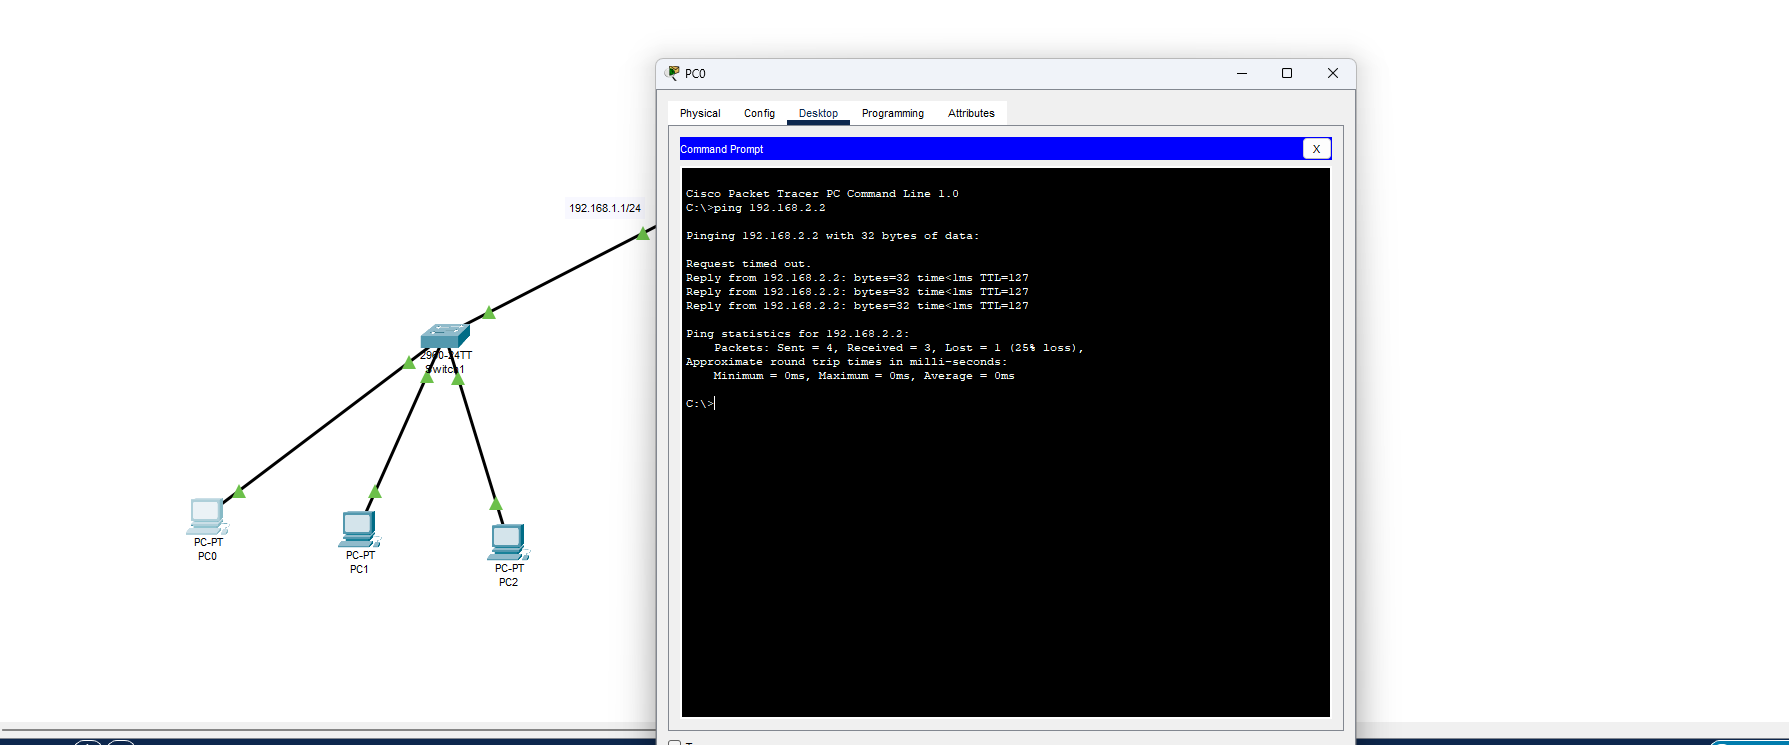 PC0
Physical Config Desktop Programming Attributes
Command Prompt X
Cisco Packet Tracer PC Command Line 1.0
C:\>ping 192.168.2.2
Pinging 192.168.2.2 with 32 bytes of data:
Request timed out.
Reply from 192.168.2.2: bytes=32 time<1ms TTL=127
Reply from 192.168.2.2: bytes=32 time<1ms TTL=127
Reply from 192.168.2.2: bytes=32 time<1ms TTL=127
Ping statistics for 192.168.2.2:
Packets: Sent = 4, Received = 3, Lost = 1 (25% loss),
Approximate round trip times in milli-seconds:
Minimum = 0ms, Maximum = 0ms, Average = 0ms
C:\>
192.168.1.1/24
2960-24TT
Switch1
PC-PT
PC0
PC-PT
PC1
PC-PT
PC2